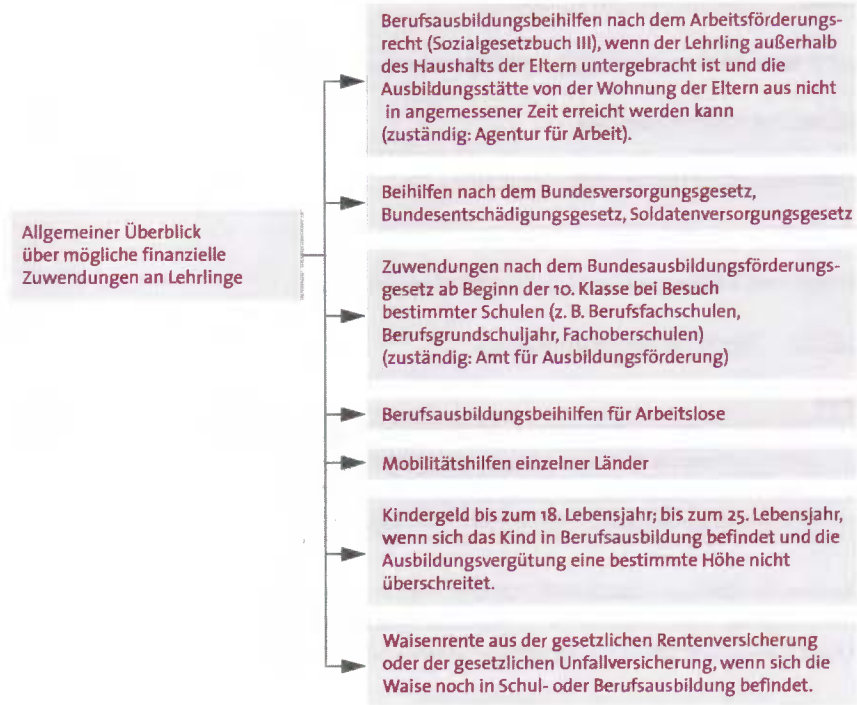 Berufsausbildungsbeihilfen nach dem Arbeitsförderungs-
recht (Sozialgesetzbuch III), wenn der Lehrling außerhalb
des Haushalts der Eltern untergebracht ist und die
Ausbildungsstätte von der Wohnung der Eltern aus nicht
in angemessener Zeit erreicht werden kann
(zuständig: Agentur für Arbeit).
Beihilfen nach dem Bundesversorgungsgesetz,
Bundesentschädigungsgesetz, Soldatenversorgungsgesetz
Allgemeiner Überblick
über mögliche finanzielle
Zuwendungen an Lehrlinge
Zuwendungen nach dem Bundesausbildungsförderungs-
gesetz ab Beginn der 10. Klasse bei Besuch
bestimmter Schulen (z. B. Berufsfachschulen,
Berufsgrundschuljahr, Fachoberschulen)
(zuständig: Amt für Ausbildungsförderung)
Berufsausbildungsbeihilfen für Arbeitslose
Mobilitätshilfen einzelner Länder
Kindergeld bis zum 18. Lebensjahr; bis zum 25. Lebensjahr,
wenn sich das Kind in Berufsausbildung befindet und die
Ausbildungsvergütung eine bestimmte Höhe nicht
überschreitet.
Waisenrente aus der gesetzlichen Rentenversicherung
oder der gesetzlichen Unfallversicherung, wenn sich die
Waise noch in Schul- oder Berufsausbildung befindet.